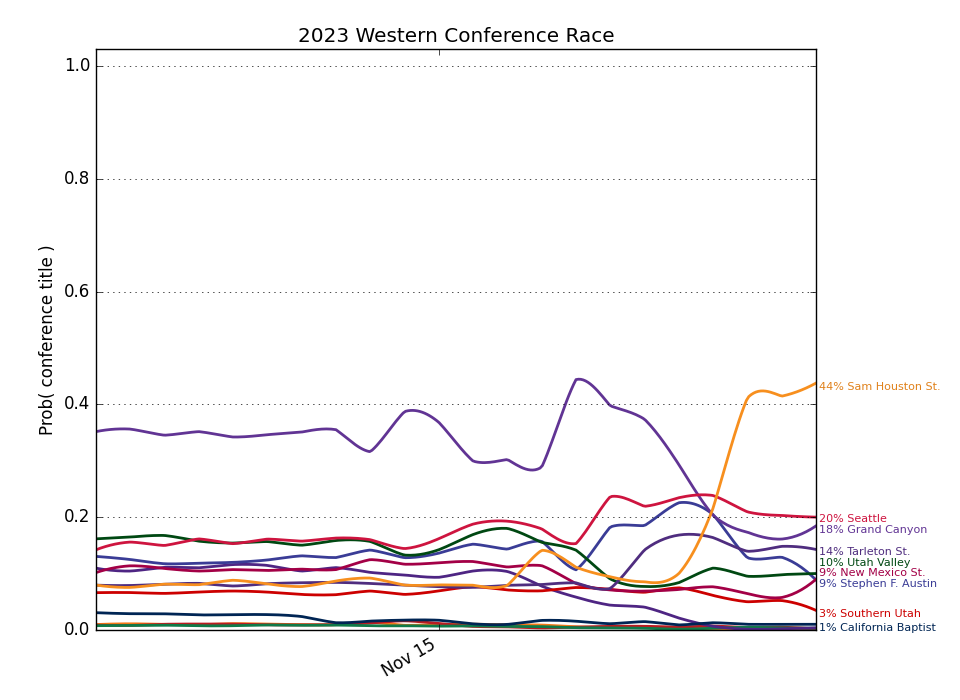 2023 Western Conference Race
Prob( conference title )
1.0
0.8
0.6
0.4
0.2
0.0
Nov 15
44% Sam Houston St.
20% Seattle
18% Grand Canyon
14% Tarleton St.
10% Utah Valley
9% New Mexico St.
9% Stephen F. Austin
3% Southern Utah
1% California Baptist